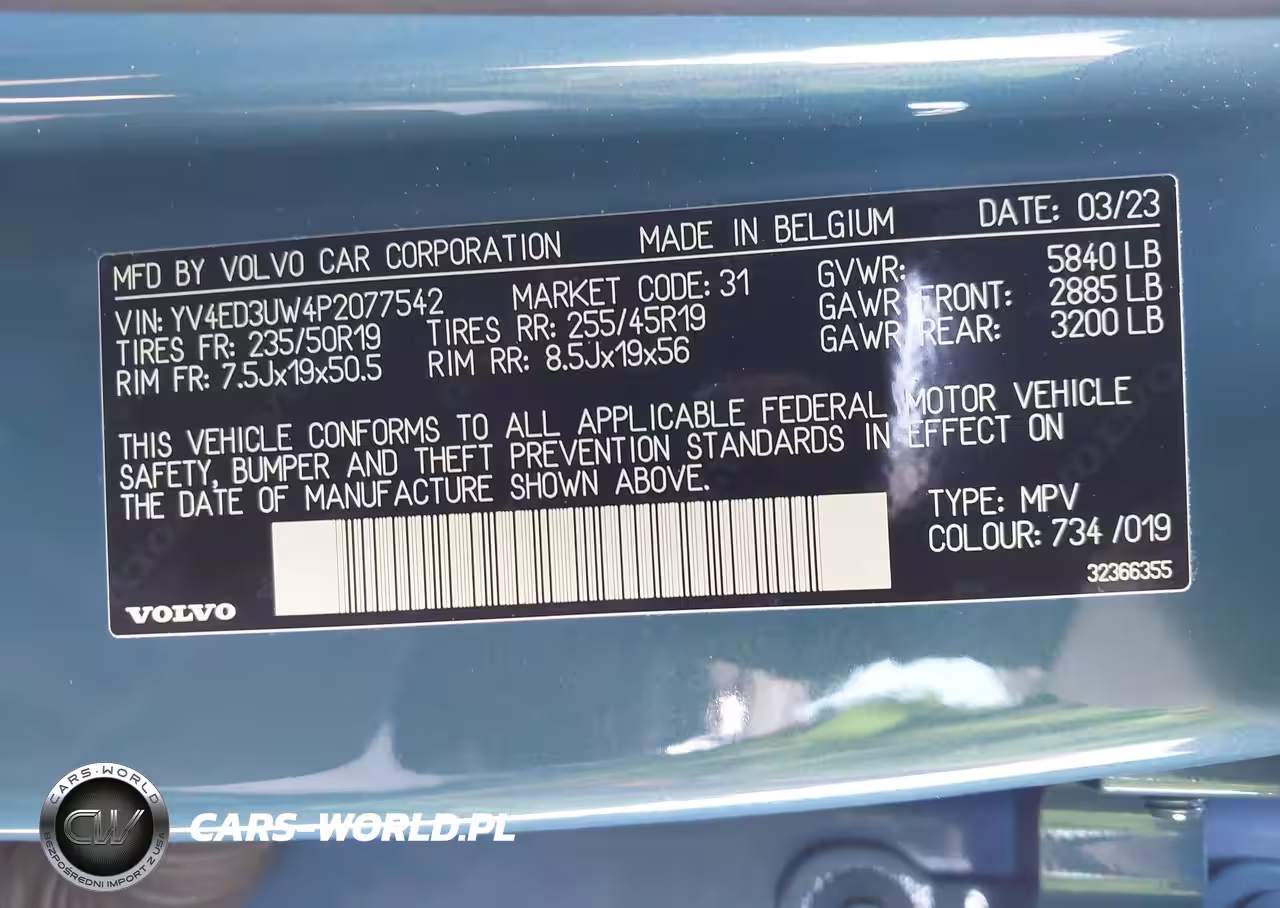 MFD BY VOLVO CAR CORPORATION MADE IN BELGIUM DATE: 03/23
VIN: YV4ED3UW4P2077542 MARKET CODE: 31 GVWR: 5840 LB
TIRES FR: 235/50R19 TIRES RR: 255/45R19 GAWR FRONT: 2885 LB
RIM FR: 7.5Jx19x50.5 RIM RR: 8.5Jx19x56 GAWR REAR: 3200 LB
THIS VEHICLE CONFORMS TO ALL APPLICABLE FEDERAL MOTOR VEHICLE
SAFETY, BUMPER AND THEFT PREVENTION STANDARDS IN EFFECT ON
THE DATE OF MANUFACTURE SHOWN ABOVE.
TYPE: MPV
COLOUR: 734 /019
32366355
VOLVO
CARS-WORLD
CW
BEZPOŚREDNI IMPORT Z USA
CARS-WORLD.PL